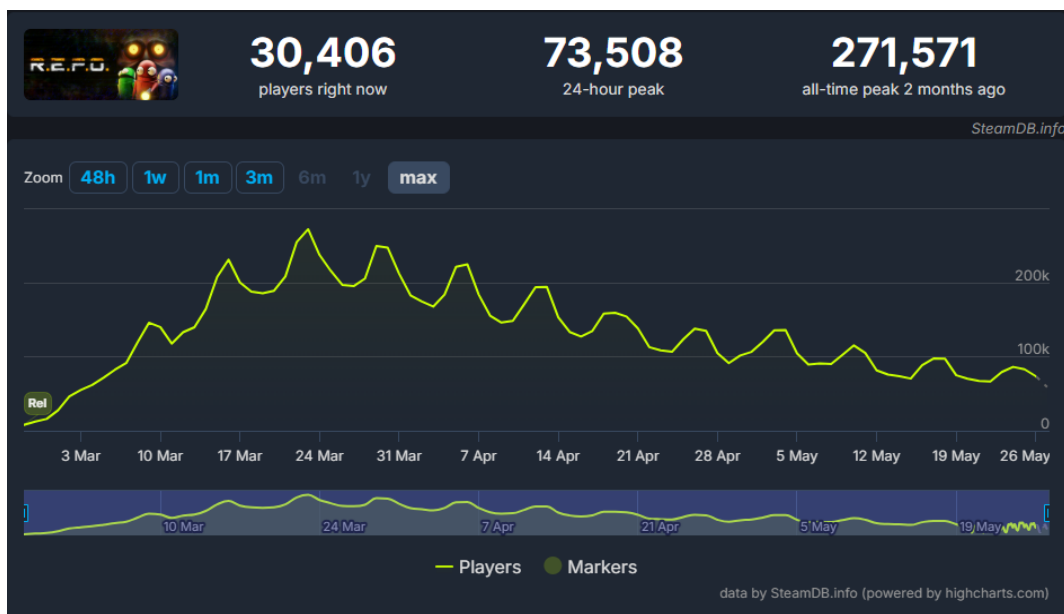 R.E.P.O.
30,406
players right now
73,508
24-hour peak
271,571
all-time peak 2 months ago
SteamDB.info
Zoom 48h 1w 1m 3m 6m 1y max
200k
100k
0
Rel
3 Mar 10 Mar 17 Mar 24 Mar 31 Mar 7 Apr 14 Apr 21 Apr 28 Apr 5 May 12 May 19 May 26 May
10 Mar 24 Mar 7 Apr 21 Apr 5 May 19 May
Players Markers
data by SteamDB.info (powered by highcharts.com)